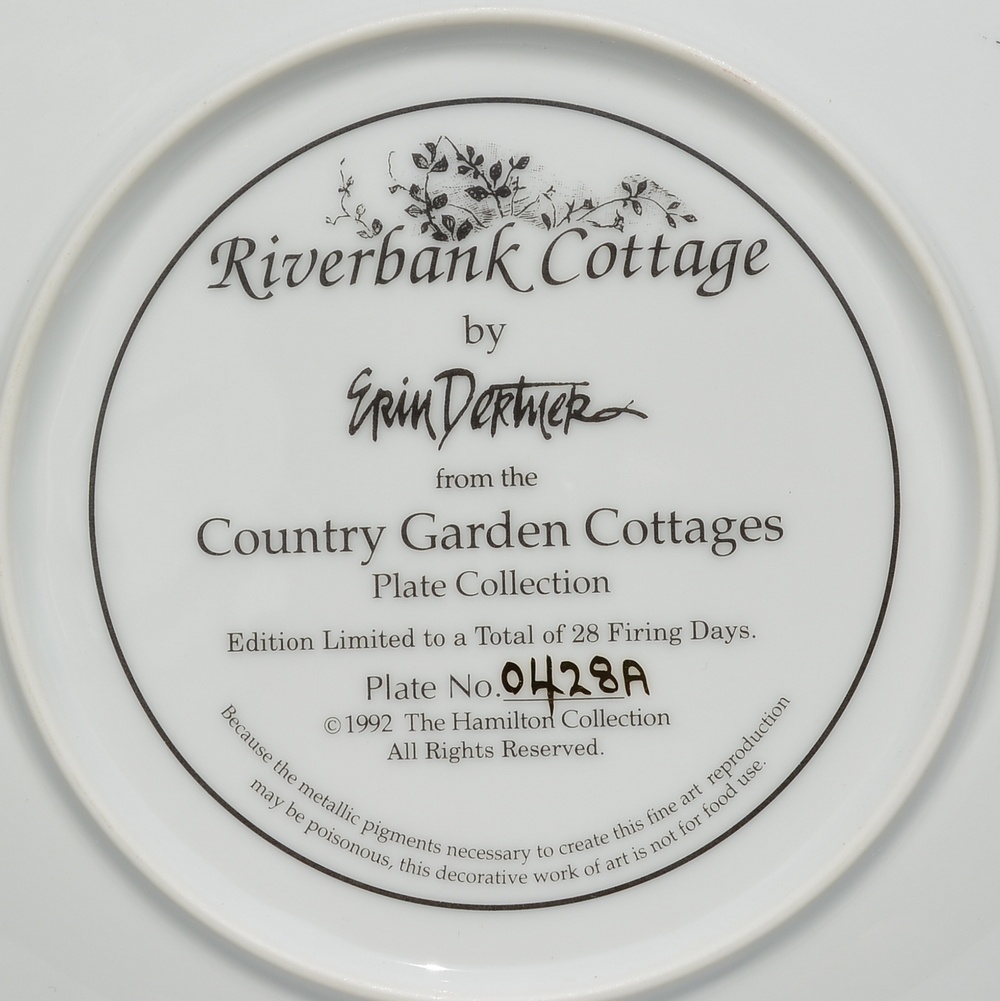 Riverbank Cottage
by
Erin Dertner
from the
Country Garden Cottages
Plate Collection
Edition Limited to a Total of 28 Firing Days.
Plate No. 0428A
©1992 The Hamilton Collection
All Rights Reserved.
Because the metallic pigments necessary to create this fine art reproduction
may be poisonous, this decorative work of art is not for food use.